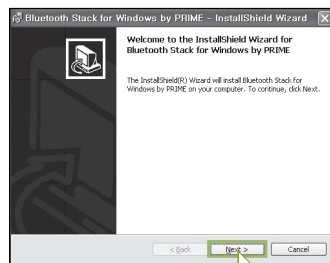 Bluetooth Stack for Windows by PRIME - InstallShield Wizard
Welcome to the InstallShield Wizard for
Bluetooth Stack for Windows by PRIME
The InstallShield(R) Wizard will install Bluetooth Stack for
Windows by PRIME on your computer. To continue, click Next.
< Back Next > Cancel